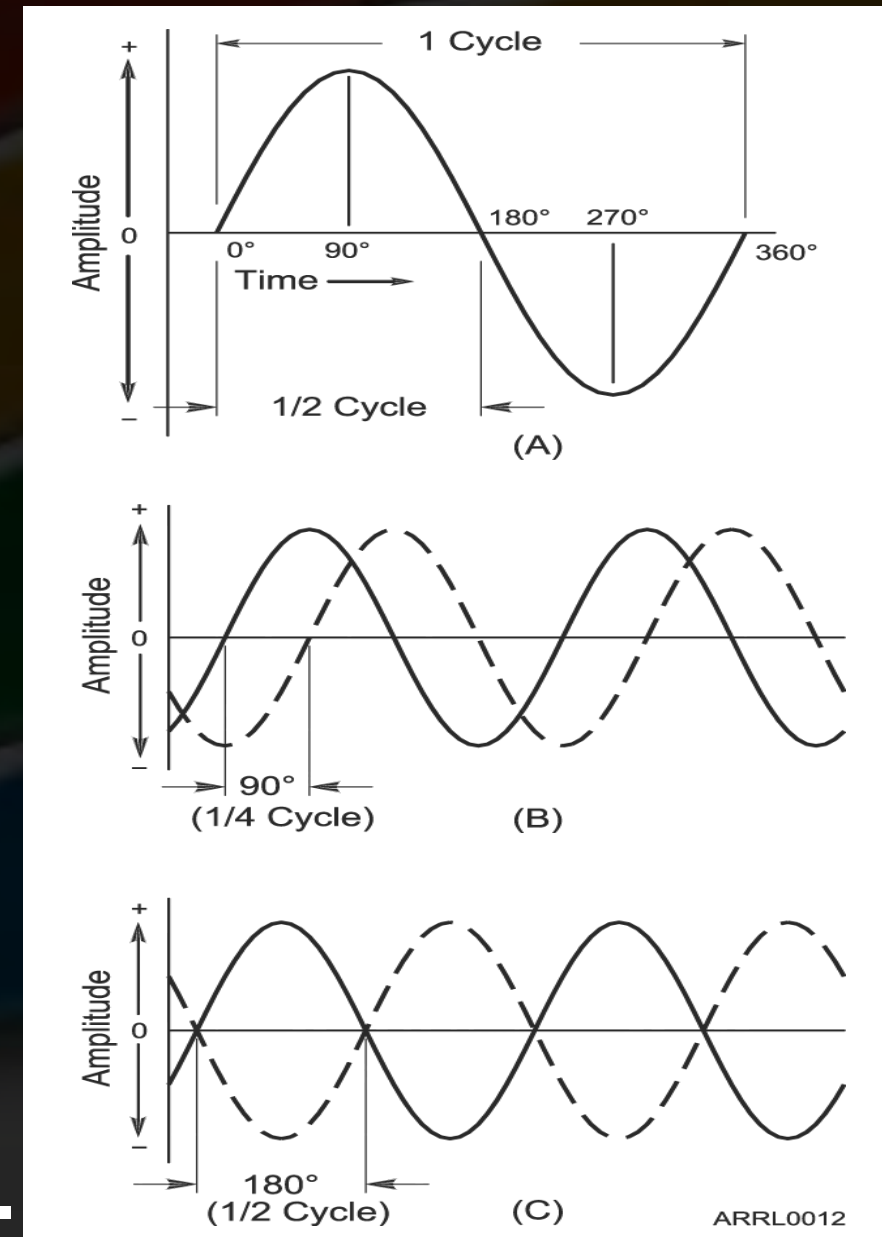 1 Cycle
+
Amplitude
0
–
0°
90°
180°
270°
360°
Time
1/2 Cycle
(A)
+
Amplitude
0
–
90°
(1/4 Cycle)
(B)
+
Amplitude
0
–
180°
(1/2 Cycle)
(C)
ARRL0012